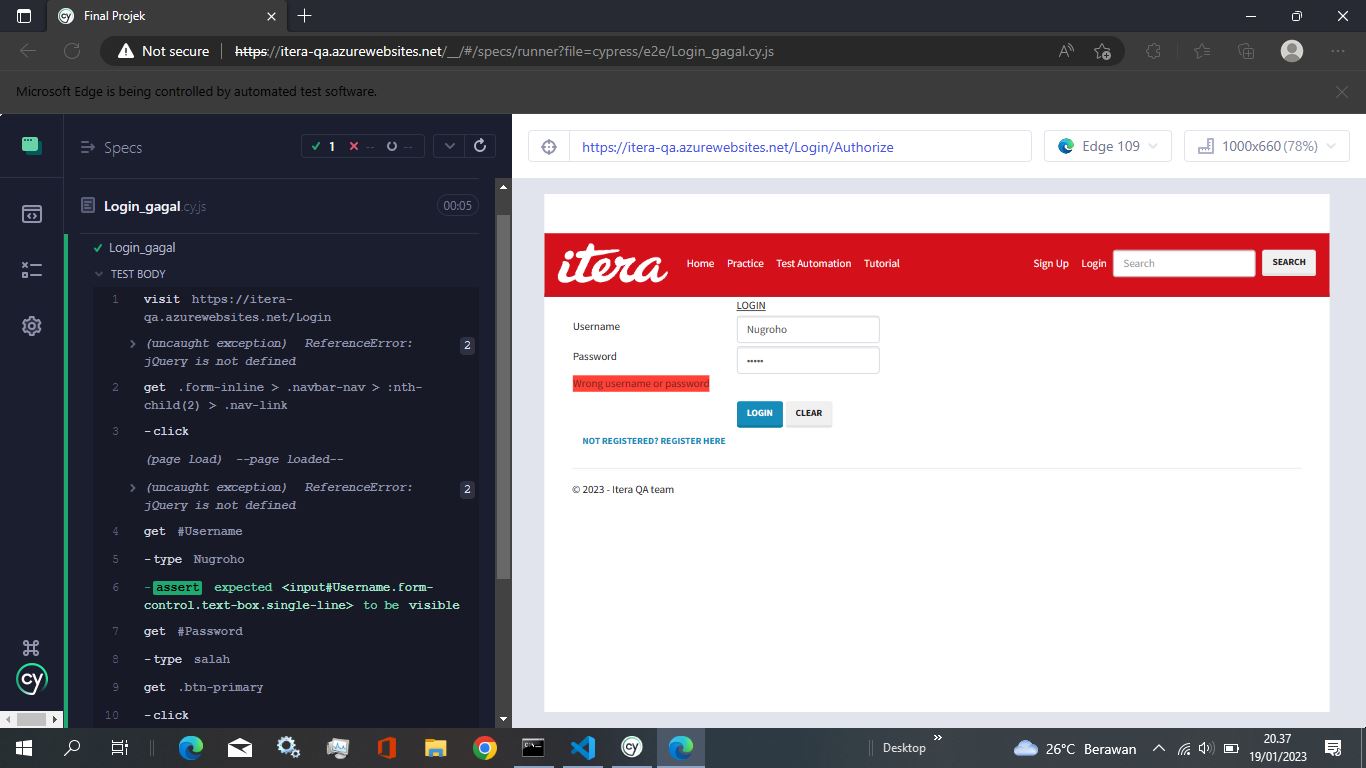 Final Projek
Not secure https://itera-qa.azurewebsites.net/__/#/specs/runner?file=cypress/e2e/Login_gagal.cy.js
Microsoft Edge is being controlled by automated test software.
Specs
1 -- --
Login_gagal.cy.js 00:05
Login_gagal
TEST BODY
1 visit https://itera-
qa.azurewebsites.net/Login
(uncaught exception) ReferenceError: 2
jQuery is not defined
2 get .form-inline > .navbar-nav > :nth-
child(2) > .nav-link
3 -click
(page load) --page loaded--
(uncaught exception) ReferenceError: 2
jQuery is not defined
4 get #Username
5 -type Nugroho
6 -assert expected <input#Username.form-
control.text-box.single-line> to be visible
7 get #Password
8 -type salah
9 get .btn-primary
10 -click
cy
https://itera-qa.azurewebsites.net/Login/Authorize
Edge 109
1000x660 (78%)
itera Home Practice Test Automation Tutorial Sign Up Login Search SEARCH
LOGIN
Username Nugroho
Password •••••
Wrong username or password
LOGIN CLEAR
NOT REGISTERED? REGISTER HERE
© 2023 - Itera QA team
Desktop
26°C Berawan
20.37
19/01/2023